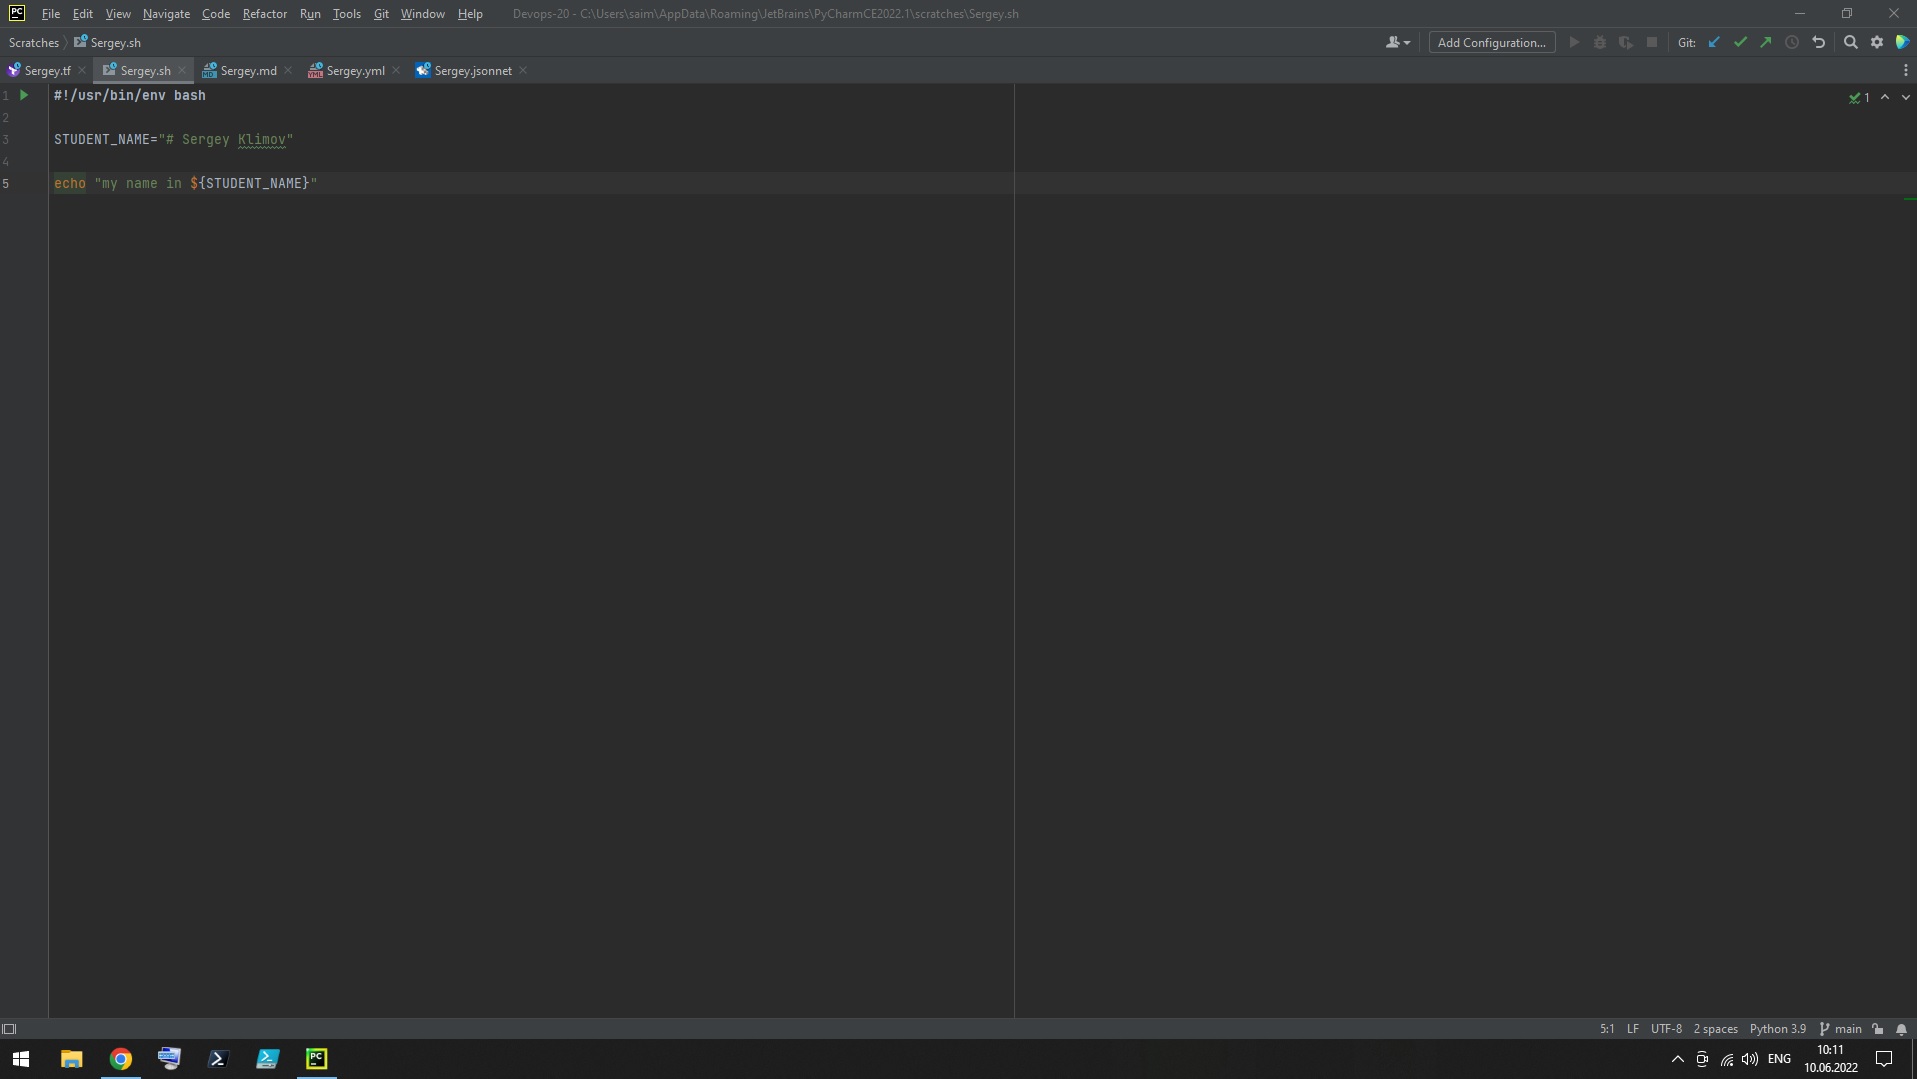 PC File Edit View Navigate Code Refactor Run Tools Git Window Help Devops-20 - C:\Users\saim\AppData\Roaming\JetBrains\PyCharmCE2022.1\scratches\Sergey.sh
Scratches Sergey.sh Add Configuration... Git:
Sergey.tf Sergey.sh Sergey.md Sergey.yml Sergey.jsonnet
1 #!/usr/bin/env bash 1
2
3 STUDENT_NAME="# Sergey Klimov"
4
5 echo "my name in ${STUDENT_NAME}"
5:1 LF UTF-8 2 spaces Python 3.9 main
PC ENG 10:11
10.06.2022